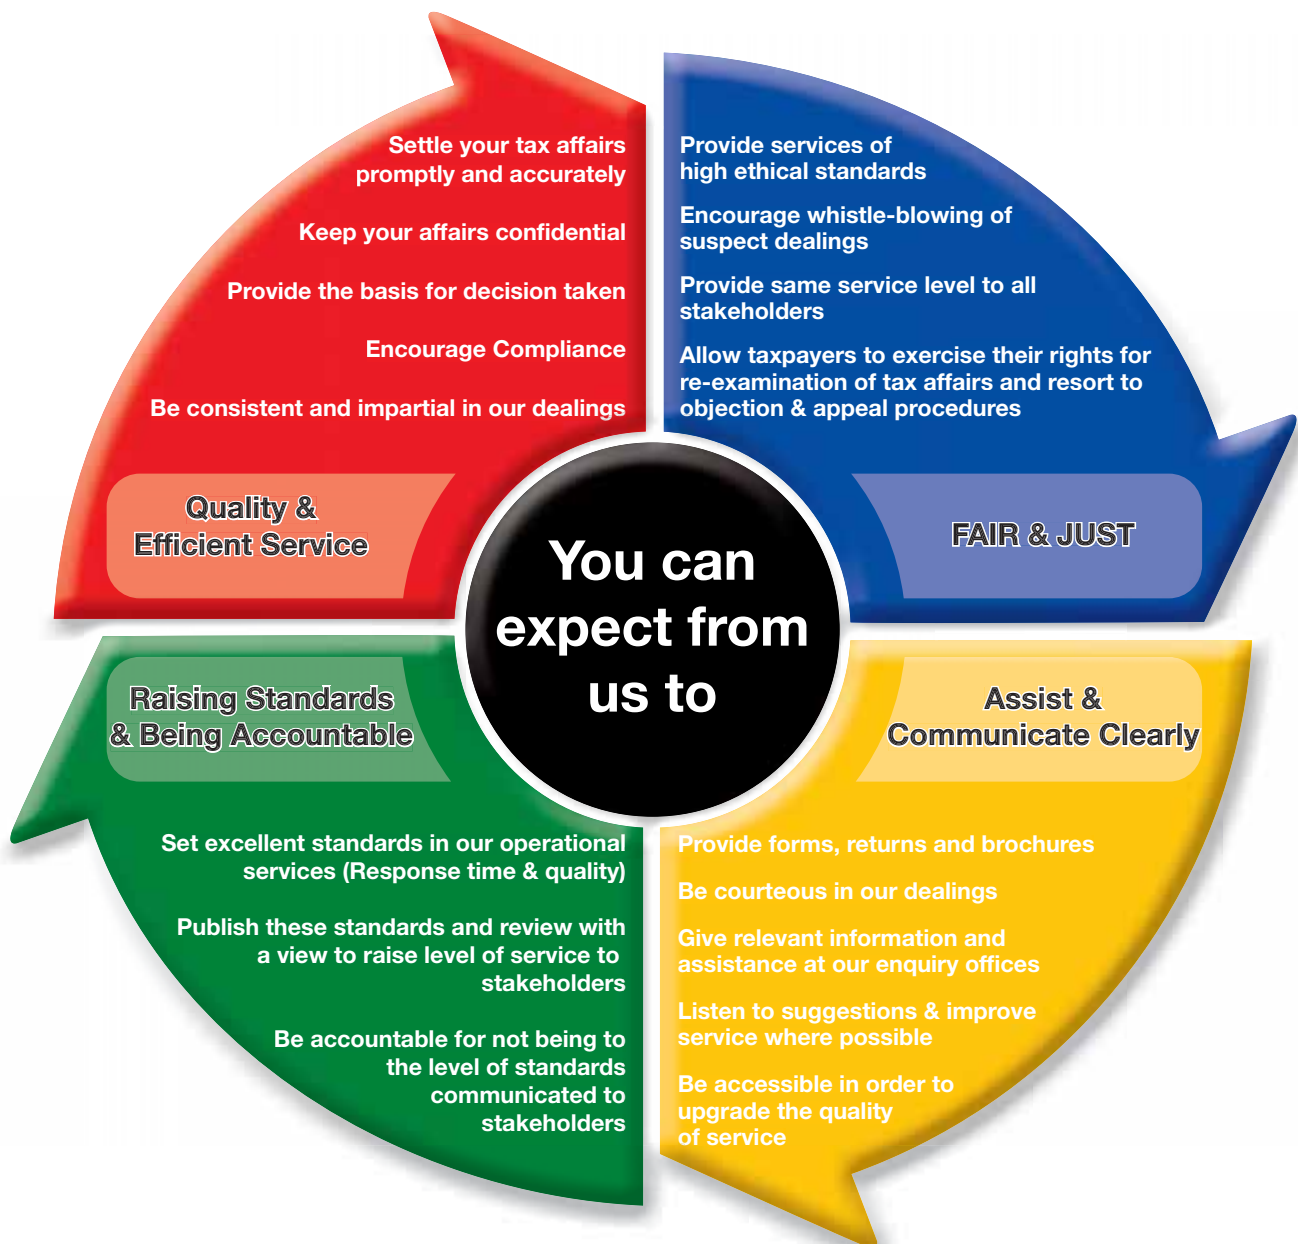 Settle your tax affairs
promptly and accurately
Keep your affairs confidential
Provide the basis for decision taken
Encourage Compliance
Be consistent and impartial in our dealings
Quality &
Efficient Service
Provide services of
high ethical standards
Encourage whistle-blowing of
suspect dealings
Provide same service level to all
stakeholders
Allow taxpayers to exercise their rights for
re-examination of tax affairs and resort to
objection & appeal procedures
FAIR & JUST
You can
expect from
us to
Raising Standards
& Being Accountable
Set excellent standards in our operational
services (Response time & quality)
Publish these standards and review with
a view to raise level of service to
stakeholders
Be accountable for not being to
the level of standards
communicated to
stakeholders
Assist &
Communicate Clearly
Provide forms, returns and brochures
Be courteous in our dealings
Give relevant information and
assistance at our enquiry offices
Listen to suggestions & improve
service where possible
Be accessible in order to
upgrade the quality
of service